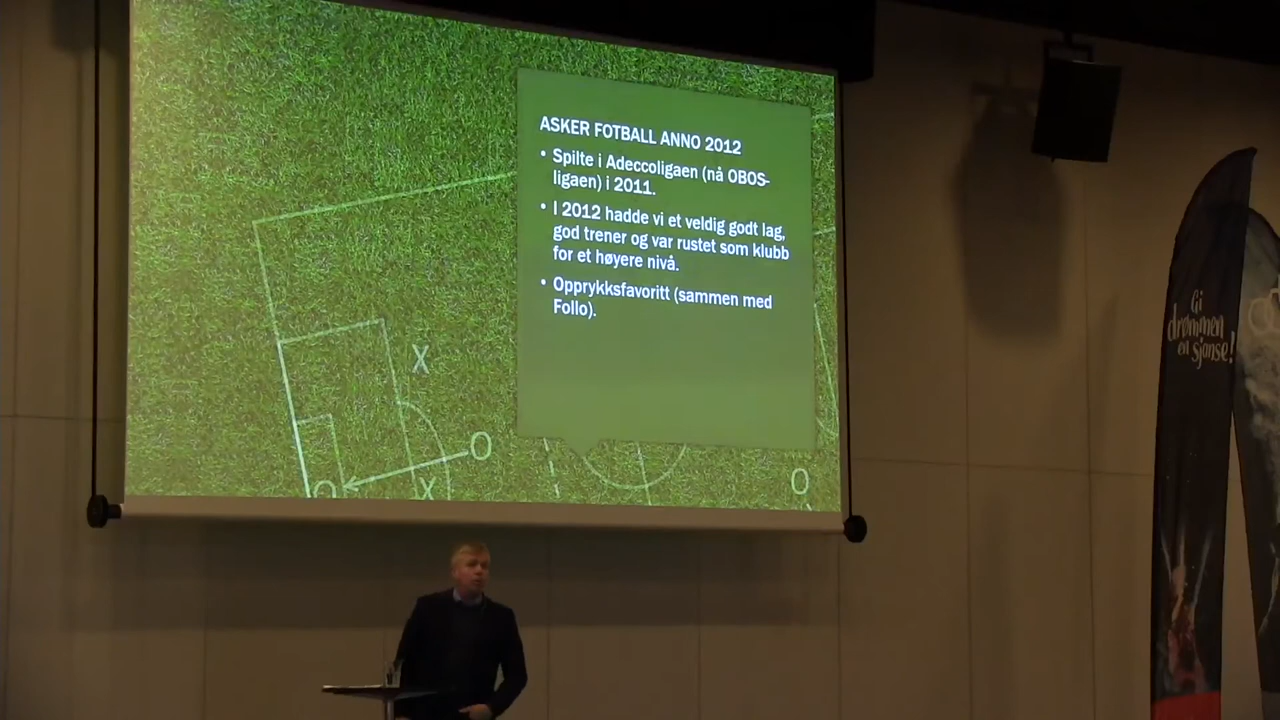 ASKER FOTBALL ANNO 2012
• Spilte i Adeccoligaen (nå OBOS-
ligaen) i 2011.
• I 2012 hadde vi et veldig godt lag,
god trener og var rustet som klubb
for et høyere nivå.
• Opprykksfavoritt (sammen med
Follo).
X
O
X
O
O
Gi
drømmen
en sjanse!